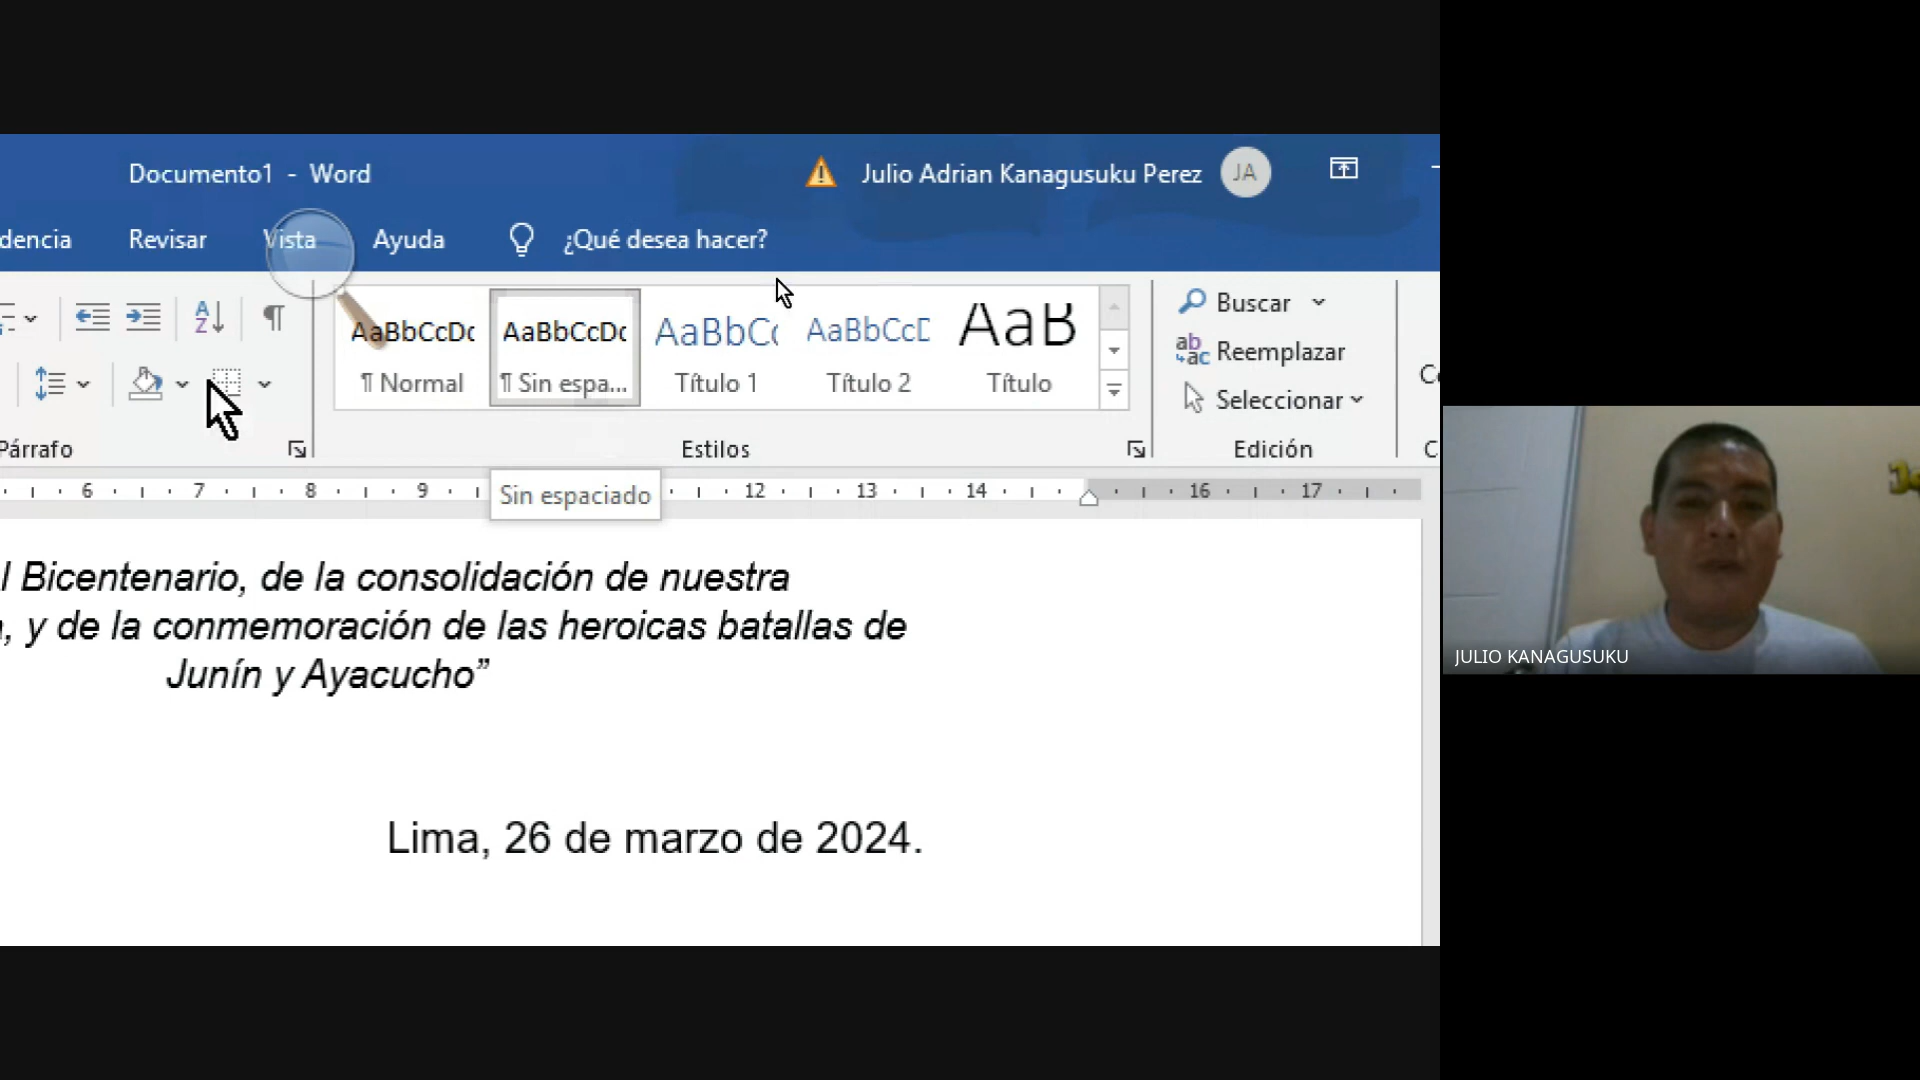 Documento1 - Word
Julio Adrian Kanagusuku Perez
JA
dencia
Revisar
Vista
Ayuda
¿Qué desea hacer?
AaBbCcDc
AaBbCcDc
AaBbCc
AaBbCcD
AaB
¶ Normal
¶ Sin espa...
Título 1
Título 2
Título
Buscar
Reemplazar
Seleccionar
Párrafo
Estilos
Edición
6 7 8 9 12 13 14 16 17
Sin espaciado
l Bicentenario, de la consolidación de nuestra
, y de la conmemoración de las heroicas batallas de
Junín y Ayacucho”
Lima, 26 de marzo de 2024.
JULIO KANAGUSUKU